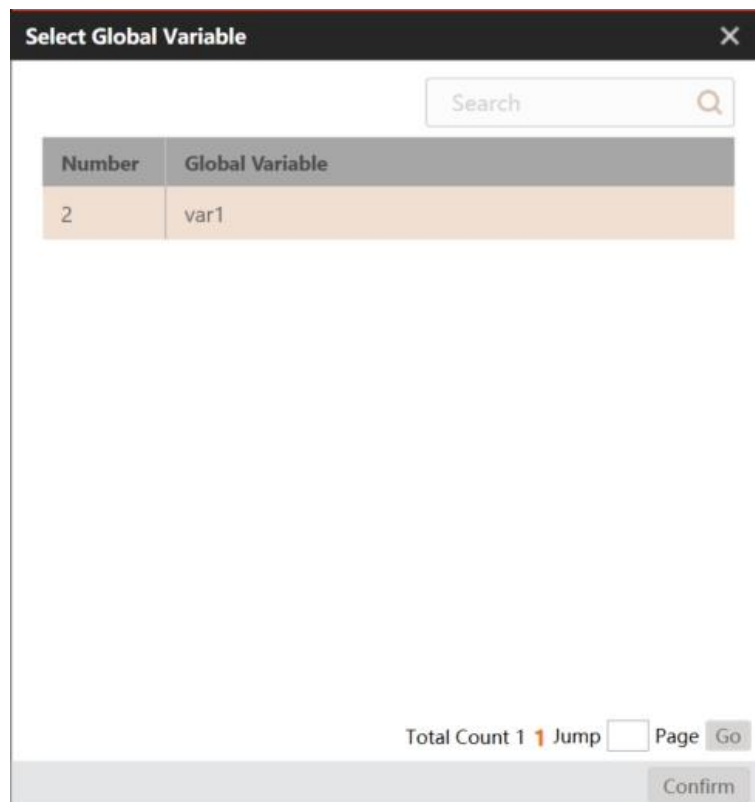 Select Global Variable
Search
Number Global Variable
2 var1
Total Count 1 1 Jump Page Go
Confirm